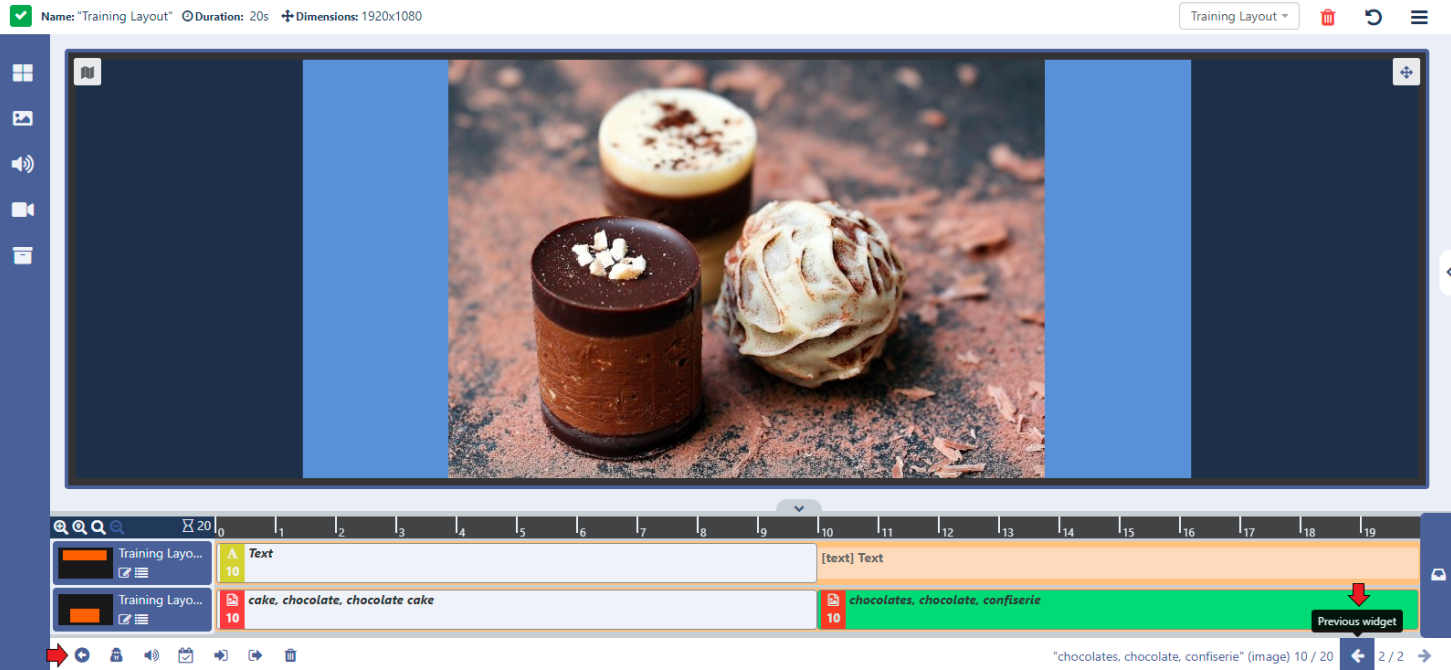 Name: "Training Layout" Duration: 20s Dimensions: 1920x1080
Training Layout
20 0 1 2 3 4 5 6 7 8 9 10 11 12 13 14 15 16 17 18 19
Training Layo...
A Text
10
[text] Text
Training Layo...
cake, chocolate, chocolate cake
10
chocolates, chocolate, confiserie
10
Previous widget
"chocolates, chocolate, confiserie" (image) 10 / 20 2 / 2